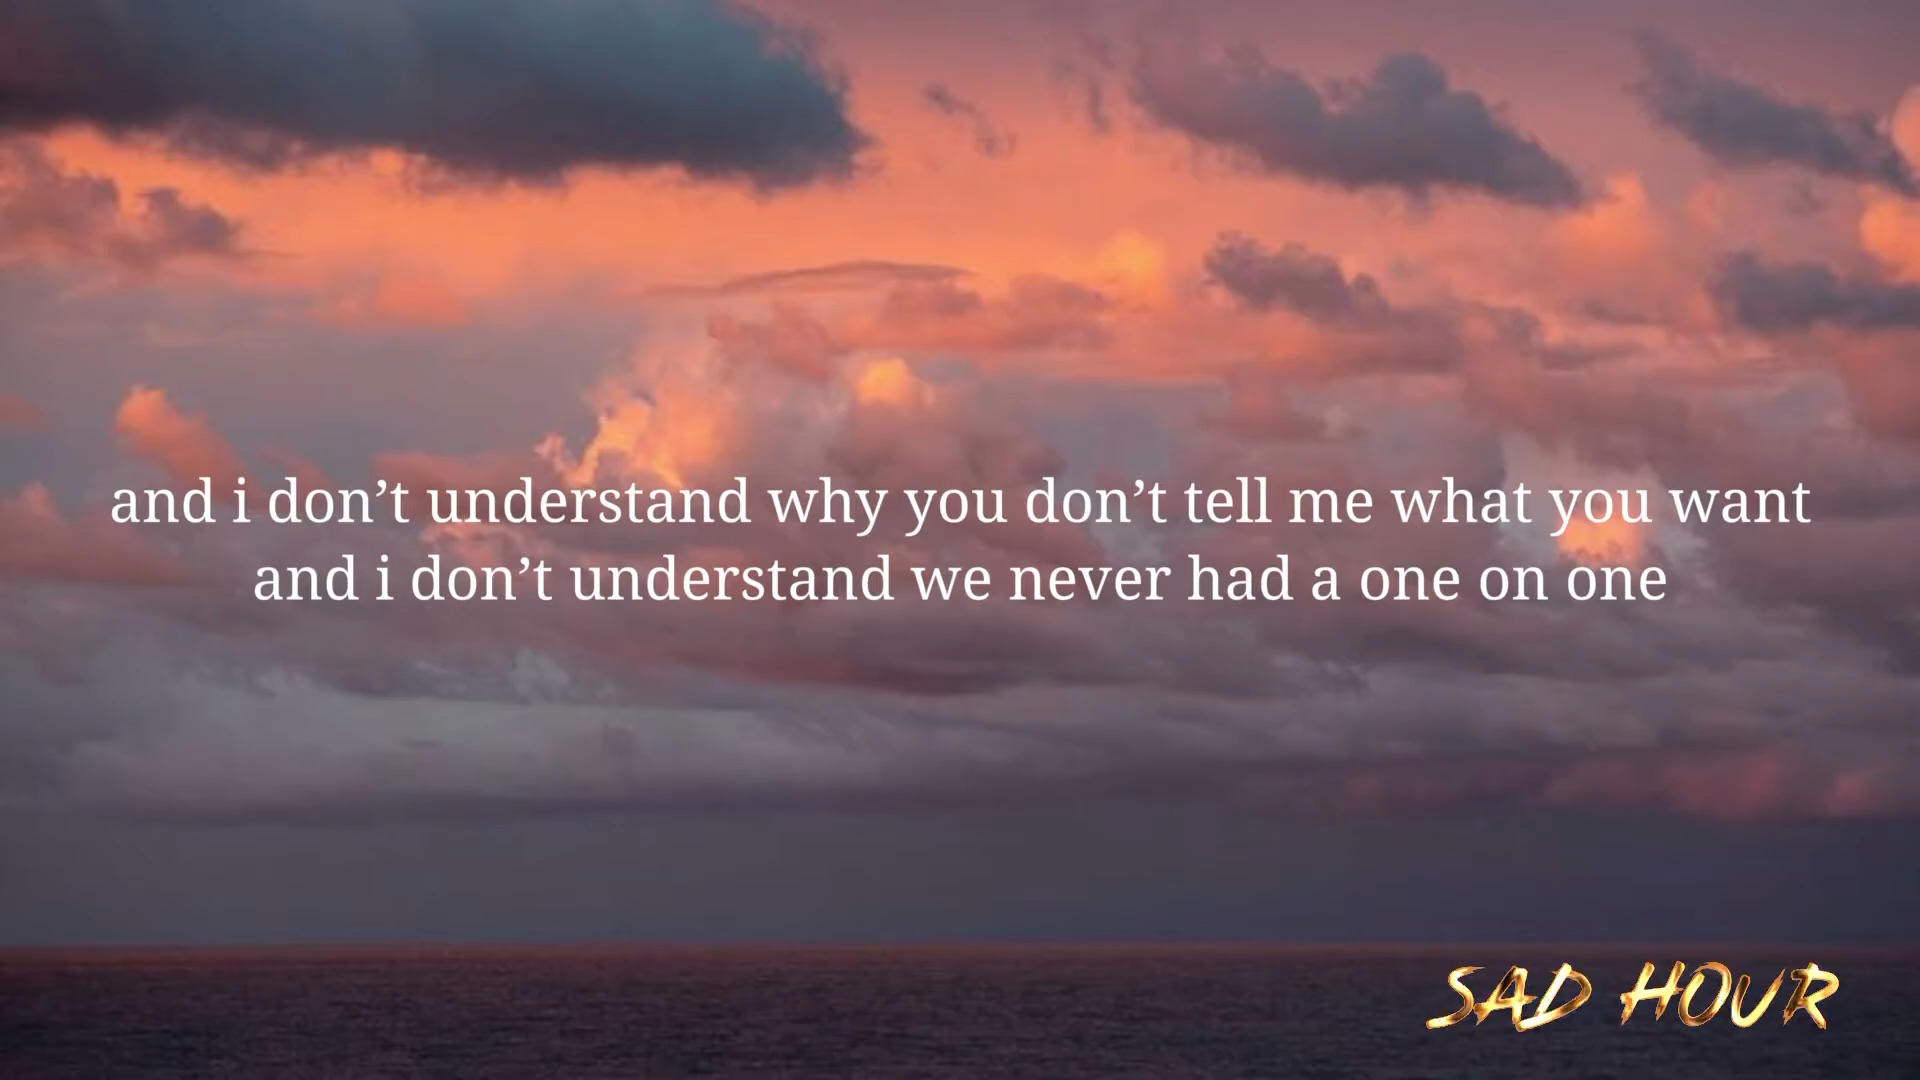 and i don’t understand why you don’t tell me what you want
and i don’t understand we never had a one on one
SAD HOUR